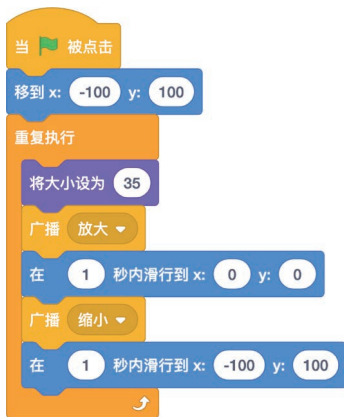 当 被点击
移到 x: -100 y: 100
重复执行
将大小设为 35
广播 放大
在 1 秒内滑行到 x: 0 y: 0
广播 缩小
在 1 秒内滑行到 x: -100 y: 100